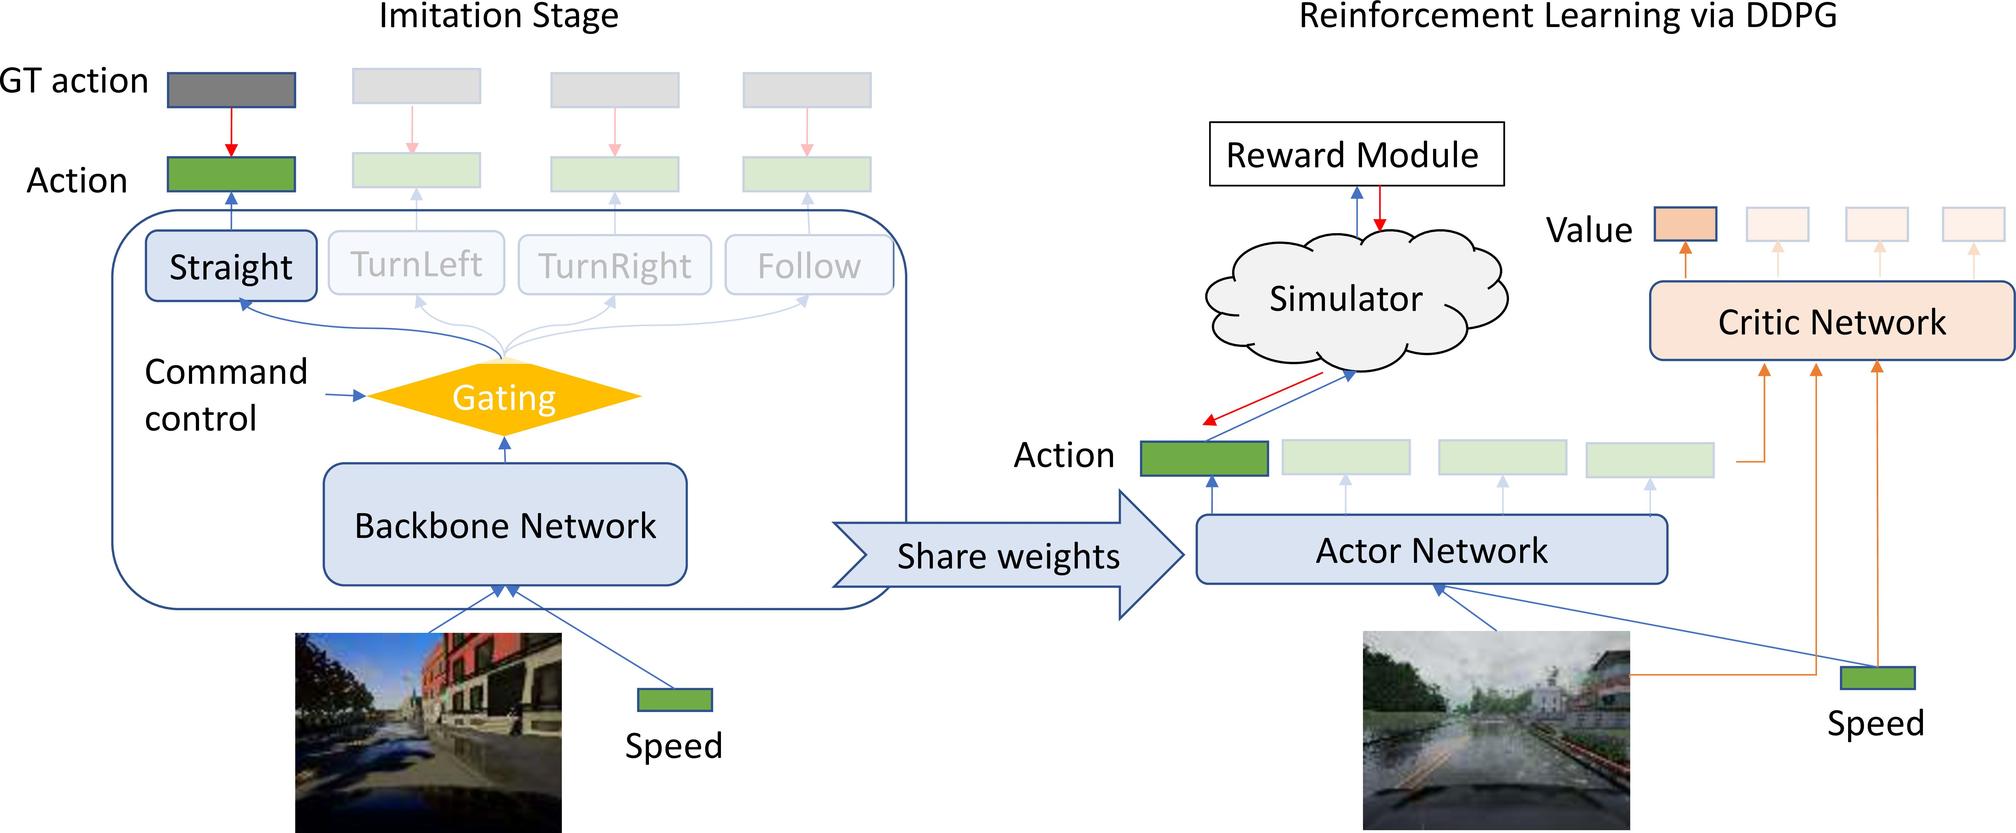 Imitation Stage
GT action
Action
Straight
TurnLeft
TurnRight
Follow
Command
control
Gating
Backbone Network
Speed
Share weights
Reinforcement Learning via DDPG
Reward Module
Simulator
Value
Critic Network
Action
Actor Network
Speed